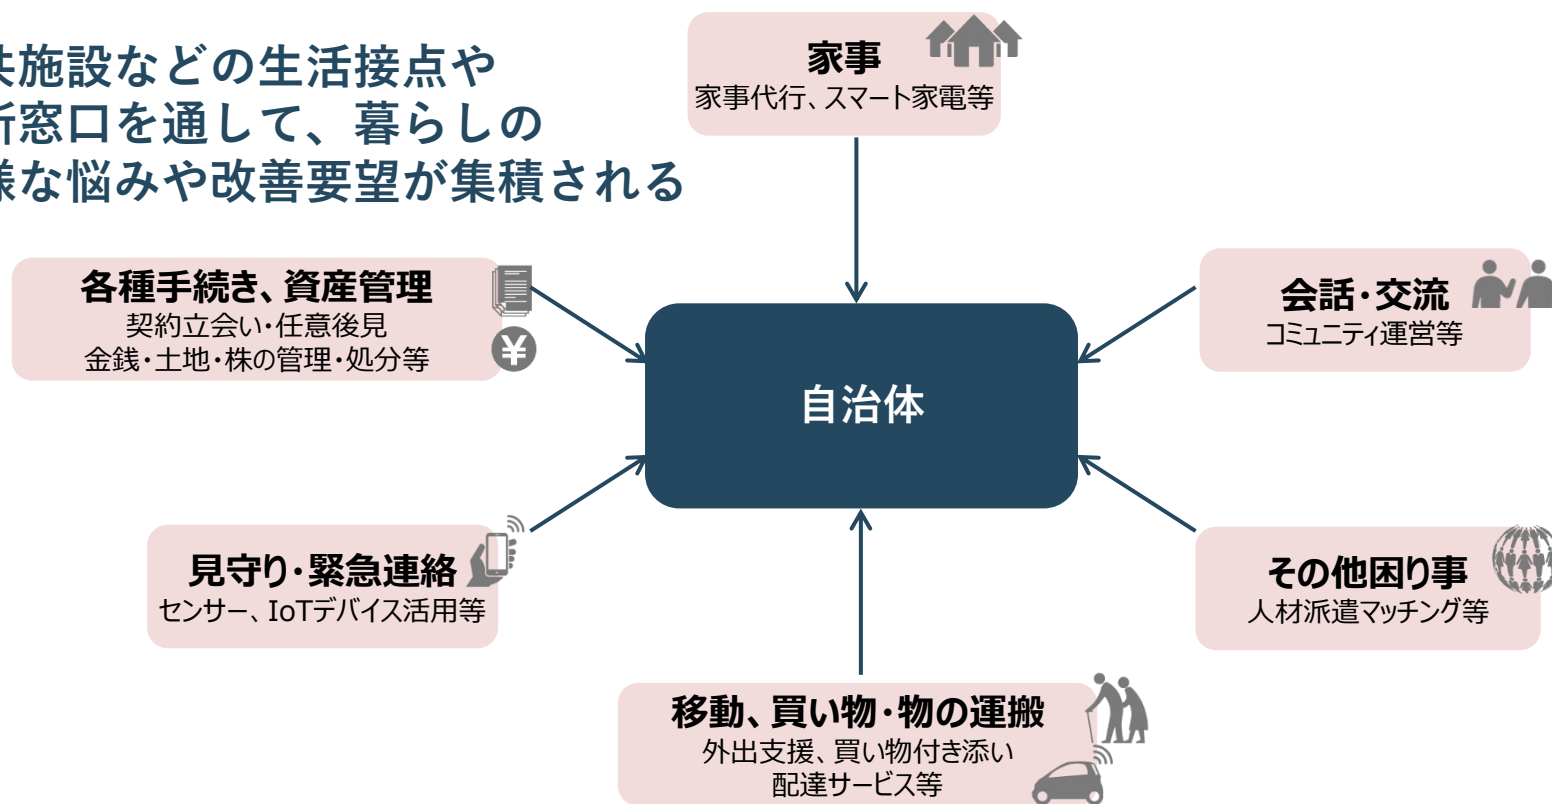 共施設などの生活接点や
所窓口を通して、暮らしの
様な悩みや改善要望が集積される
家事
家事代行、スマート家電等
各種手続き、資産管理
契約立会い・任意後見
金銭・土地・株の管理・処分等
¥
会話・交流
コミュニティ運営等
自治体
見守り・緊急連絡
センサー、IoTデバイス活用等
その他困り事
人材派遣マッチング等
移動、買い物・物の運搬
外出支援、買い物付き添い
配達サービス等